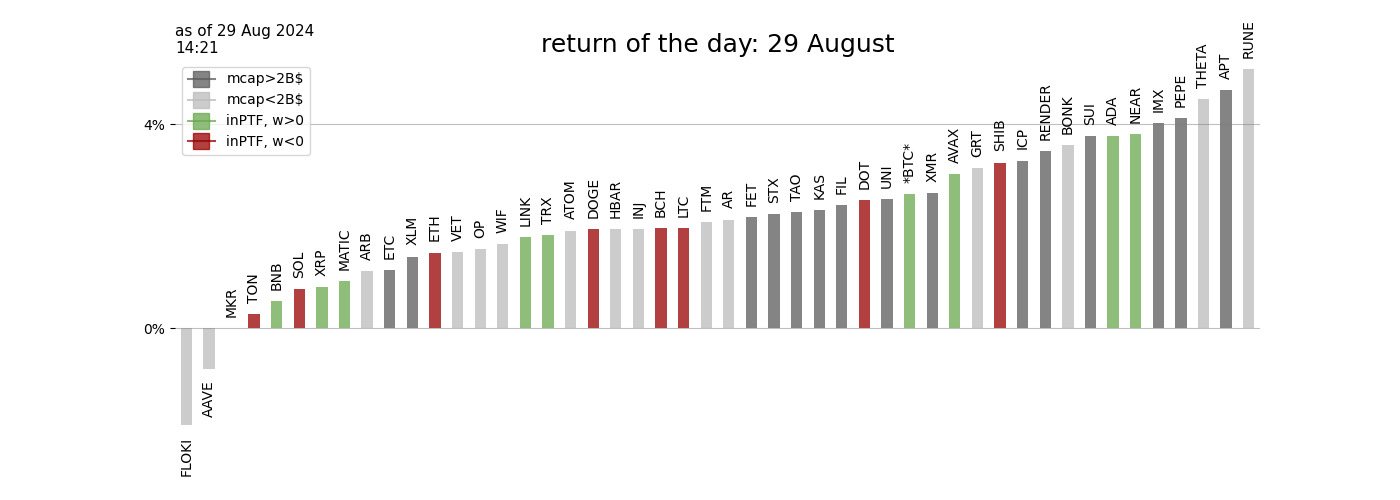 as of 29 Aug 2024
14:21
return of the day: 29 August
mcap>2B$
mcap<2B$
inPTF, w>0
inPTF, w<0
4%
0%
FLOKI
AAVE
MKR
TON
BNB
SOL
XRP
MATIC
ARB
ETC
XLM
ETH
VET
OP
WIF
LINK
TRX
ATOM
DOGE
HBAR
INJ
BCH
LTC
FTM
AR
FET
STX
TAO
KAS
FIL
DOT
UNI
*BTC*
XMR
AVAX
GRT
SHIB
ICP
RENDER
BONK
SUI
ADA
NEAR
IMX
PEPE
THETA
APT
RUNE